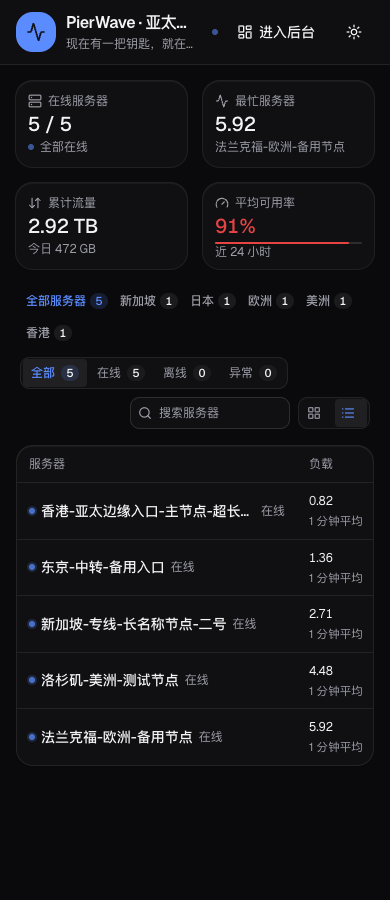 PierWave · 亚太...
现在有一把钥匙，就在...
进入后台
在线服务器
5 / 5
全部在线
最忙服务器
5.92
法兰克福-欧洲-备用节点
累计流量
2.92 TB
今日 472 GB
平均可用率
91%
近 24 小时
全部服务器 5 新加坡 1 日本 1 欧洲 1 美洲 1
香港 1
全部 5 在线 5 离线 0 异常 0
搜索服务器
服务器 负载
香港-亚太边缘入口-主节点-超长... 在线 0.82
1 分钟平均
东京-中转-备用入口 在线 1.36
1 分钟平均
新加坡-专线-长名称节点-二号 在线 2.71
1 分钟平均
洛杉矶-美洲-测试节点 在线 4.48
1 分钟平均
法兰克福-欧洲-备用节点 在线 5.92
1 分钟平均